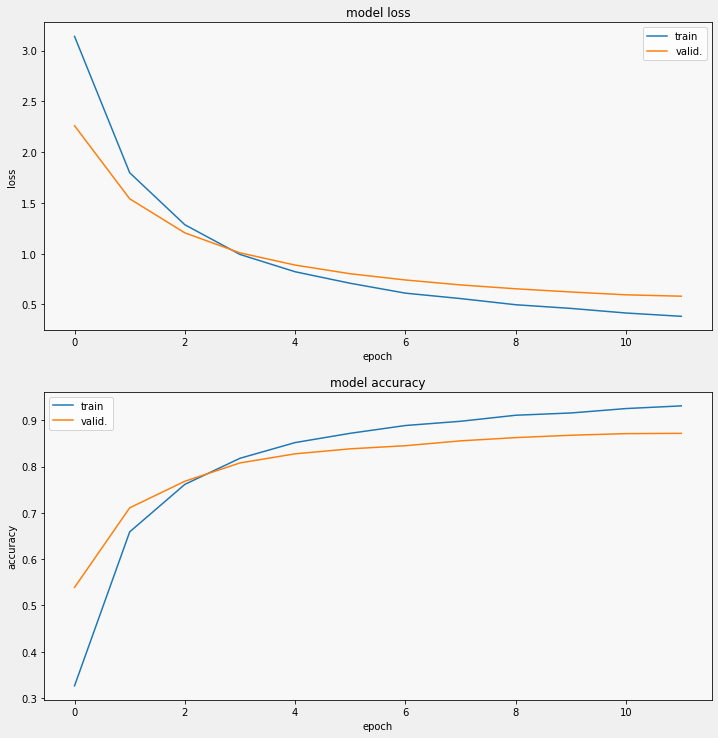 model loss
train
valid.
3.0
2.5
2.0
1.5
1.0
0.5
loss
0 2 4 6 8 10
epoch
model accuracy
train
valid.
0.9
0.8
0.7
0.6
0.5
0.4
0.3
accuracy
0 2 4 6 8 10
epoch